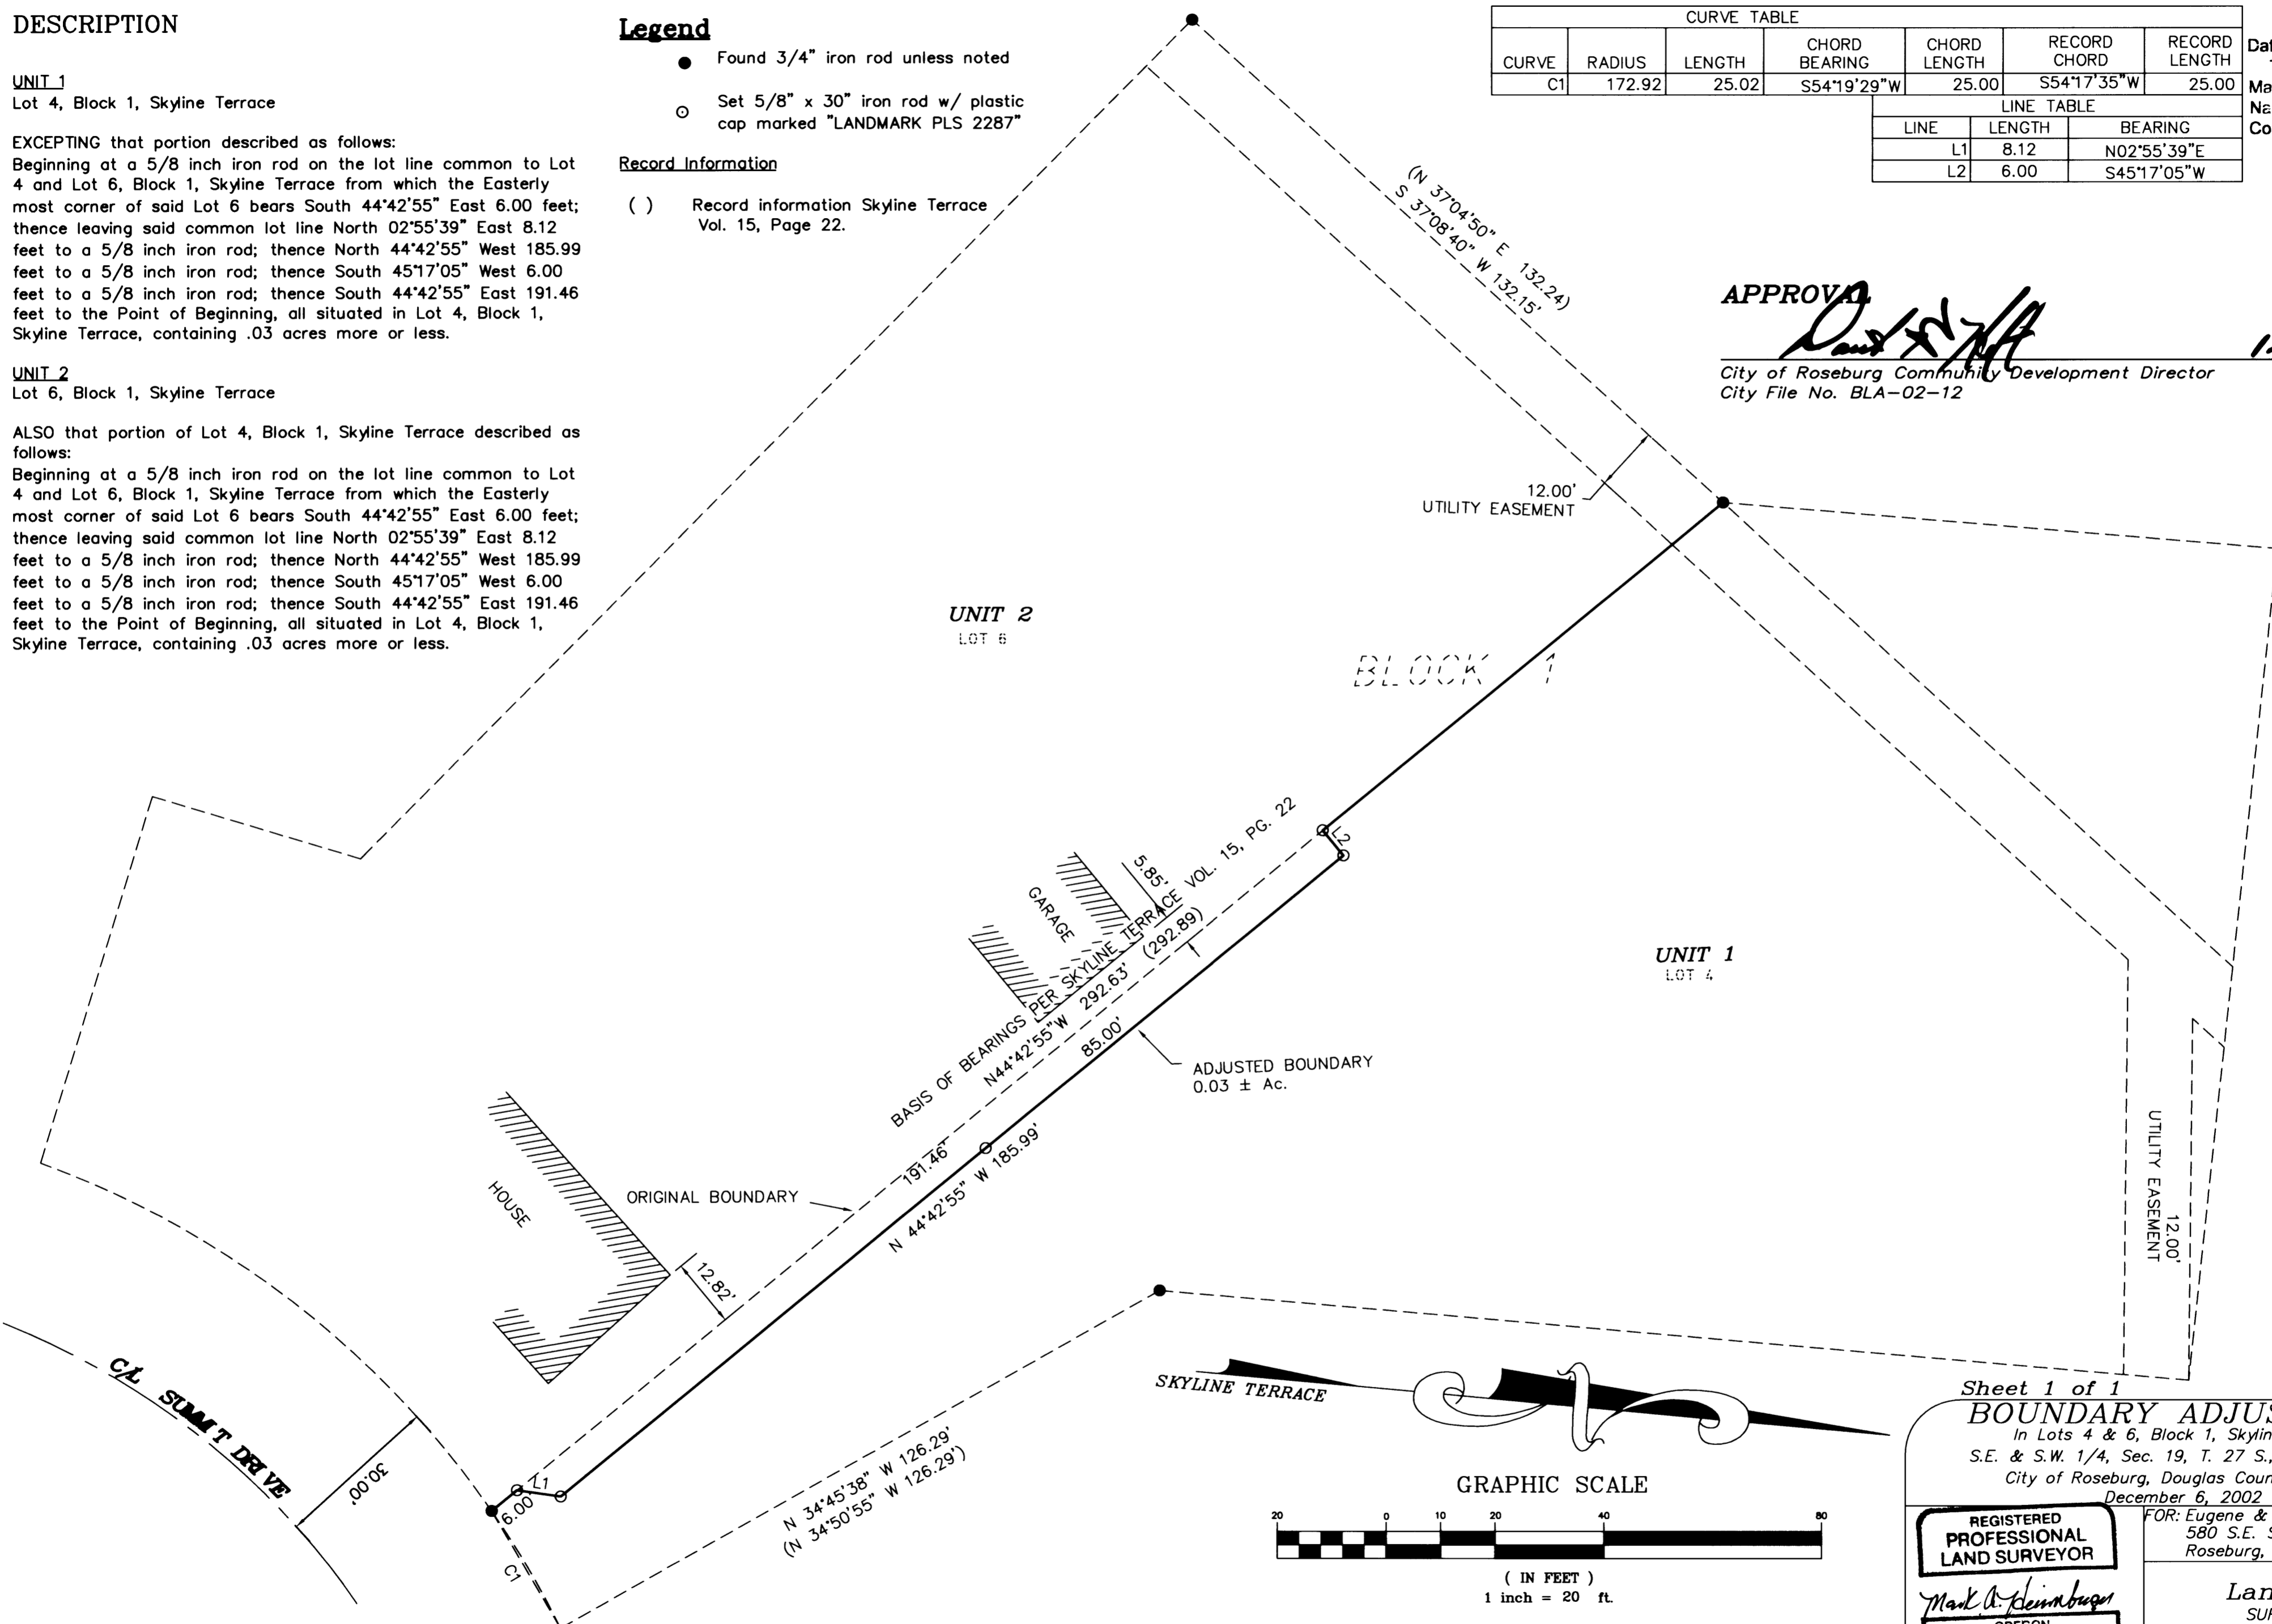 DESCRIPTION
UNIT 1
Lot 4, Block 1, Skyline Terrace
EXCEPTING that portion described as follows:
Beginning at a 5/8 inch iron rod on the lot line common to Lot
4 and Lot 6, Block 1, Skyline Terrace from which the Easterly
most corner of said Lot 6 bears South 44°42'55" East 6.00 feet;
thence leaving said common lot line North 02°55'39" East 8.12
feet to a 5/8 inch iron rod; thence North 44°42'55" West 185.99
feet to a 5/8 inch iron rod; thence South 45°17'05" West 6.00
feet to a 5/8 inch iron rod; thence South 44°42'55" East 191.46
feet to the Point of Beginning, all situated in Lot 4, Block 1,
Skyline Terrace, containing .03 acres more or less.
UNIT 2
Lot 6, Block 1, Skyline Terrace
ALSO that portion of Lot 4, Block 1, Skyline Terrace described as
follows:
Beginning at a 5/8 inch iron rod on the lot line common to Lot
4 and Lot 6, Block 1, Skyline Terrace from which the Easterly
most corner of said Lot 6 bears South 44°42'55" East 6.00 feet;
thence leaving said common lot line North 02°55'39" East 8.12
feet to a 5/8 inch iron rod; thence North 44°42'55" West 185.99
feet to a 5/8 inch iron rod; thence South 45°17'05" West 6.00
feet to a 5/8 inch iron rod; thence South 44°42'55" East 191.46
feet to the Point of Beginning, all situated in Lot 4, Block 1,
Skyline Terrace, containing .03 acres more or less.
Legend
Found 3/4" iron rod unless noted
Set 5/8" x 30" iron rod w/ plastic
cap marked "LANDMARK PLS 2287"
Record Information
( ) Record information Skyline Terrace
Vol. 15, Page 22.
CURVE TABLE
CURVE RADIUS LENGTH CHORD BEARING CHORD LENGTH RECORD CHORD RECORD LENGTH
C1 172.92 25.02 S54°19'29"W 25.00 S54°17'35"W 25.00
LINE TABLE
LINE LENGTH BEARING
L1 8.12 N02°55'39"E
L2 6.00 S45°17'05"W
(N 37°04'50" E 132.24)
S 37°08'40" W 132.15'
APPROVAL
City of Roseburg Community Development Director
City File No. BLA-02-12
12.00'
UTILITY EASEMENT
UNIT 2
LOT 6
BLOCK 1
L2
5.85'
GARAGE
BASIS OF BEARINGS PER SKYLINE TERRACE VOL. 15, PG. 22
N44°42'55"W 292.63' (292.89)
85.00'
UNIT 1
LOT 4
ADJUSTED BOUNDARY
0.03 ± Ac.
191.46'
N 44°42'55" W 185.99'
ORIGINAL BOUNDARY
HOUSE
12.82'
12.00'
UTILITY EASEMENT
C/L SUMMIT DRIVE
30.00'
L1
6.00'
C1
N 34°45'38" W 126.29'
(N 34°50'55" W 126.29')
SKYLINE TERRACE
GRAPHIC SCALE
20 0 10 20 40 80
( IN FEET )
1 inch = 20 ft.
Sheet 1 of 1
BOUNDARY ADJUS
In Lots 4 & 6, Block 1, Skylin
S.E. & S.W. 1/4, Sec. 19, T. 27 S.,
City of Roseburg, Douglas Coun
December 6, 2002
REGISTERED
PROFESSIONAL
LAND SURVEYOR
Mark A. Heimburger
OREGON
FOR: Eugene &
580 S.E. S
Roseburg,
Lan
SUR